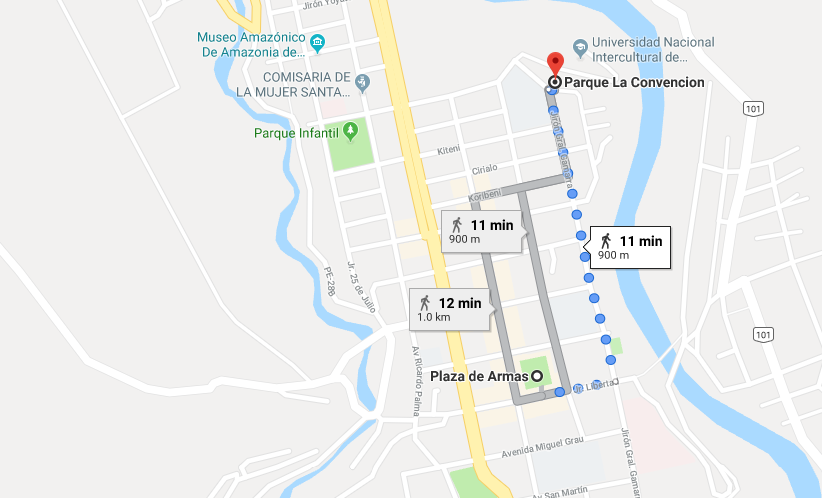 Jirón Yoya
Museo Amazónico
De Amazonia de...
Universidad Nacional
Intercultural de...
COMISARIA DE
LA MUJER SANTA...
Parque La Convencion
101
Parque Infantil
Jirón Gral. Gamarra
Kiteni
Cirialo
Koribeni
11 min
900 m
11 min
900 m
PE-28B
Jr. 25 de Julio
12 min
1.0 km
101
Av Ricardo Palma
Plaza de Armas
Jr. Libertad
Avenida Miguel Grau
Jirón Gral. Gamar
Av San Martin